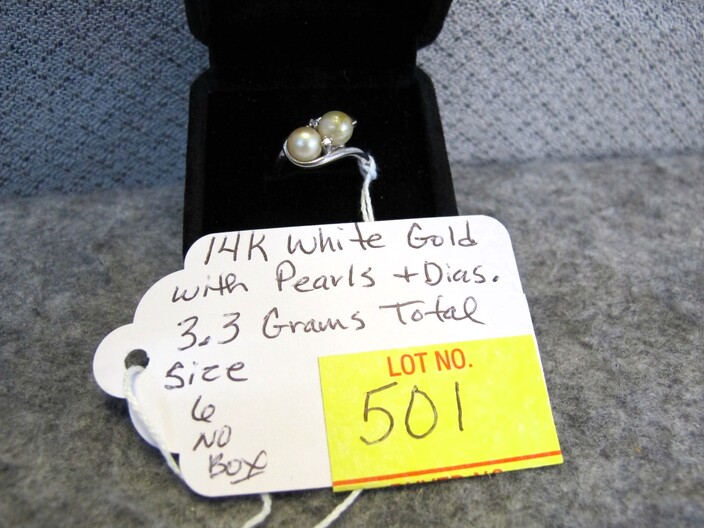 14K White Gold
with Pearls + Dias.
3.3 Grams Total
Size
6
NO
BOX
LOT NO.
501